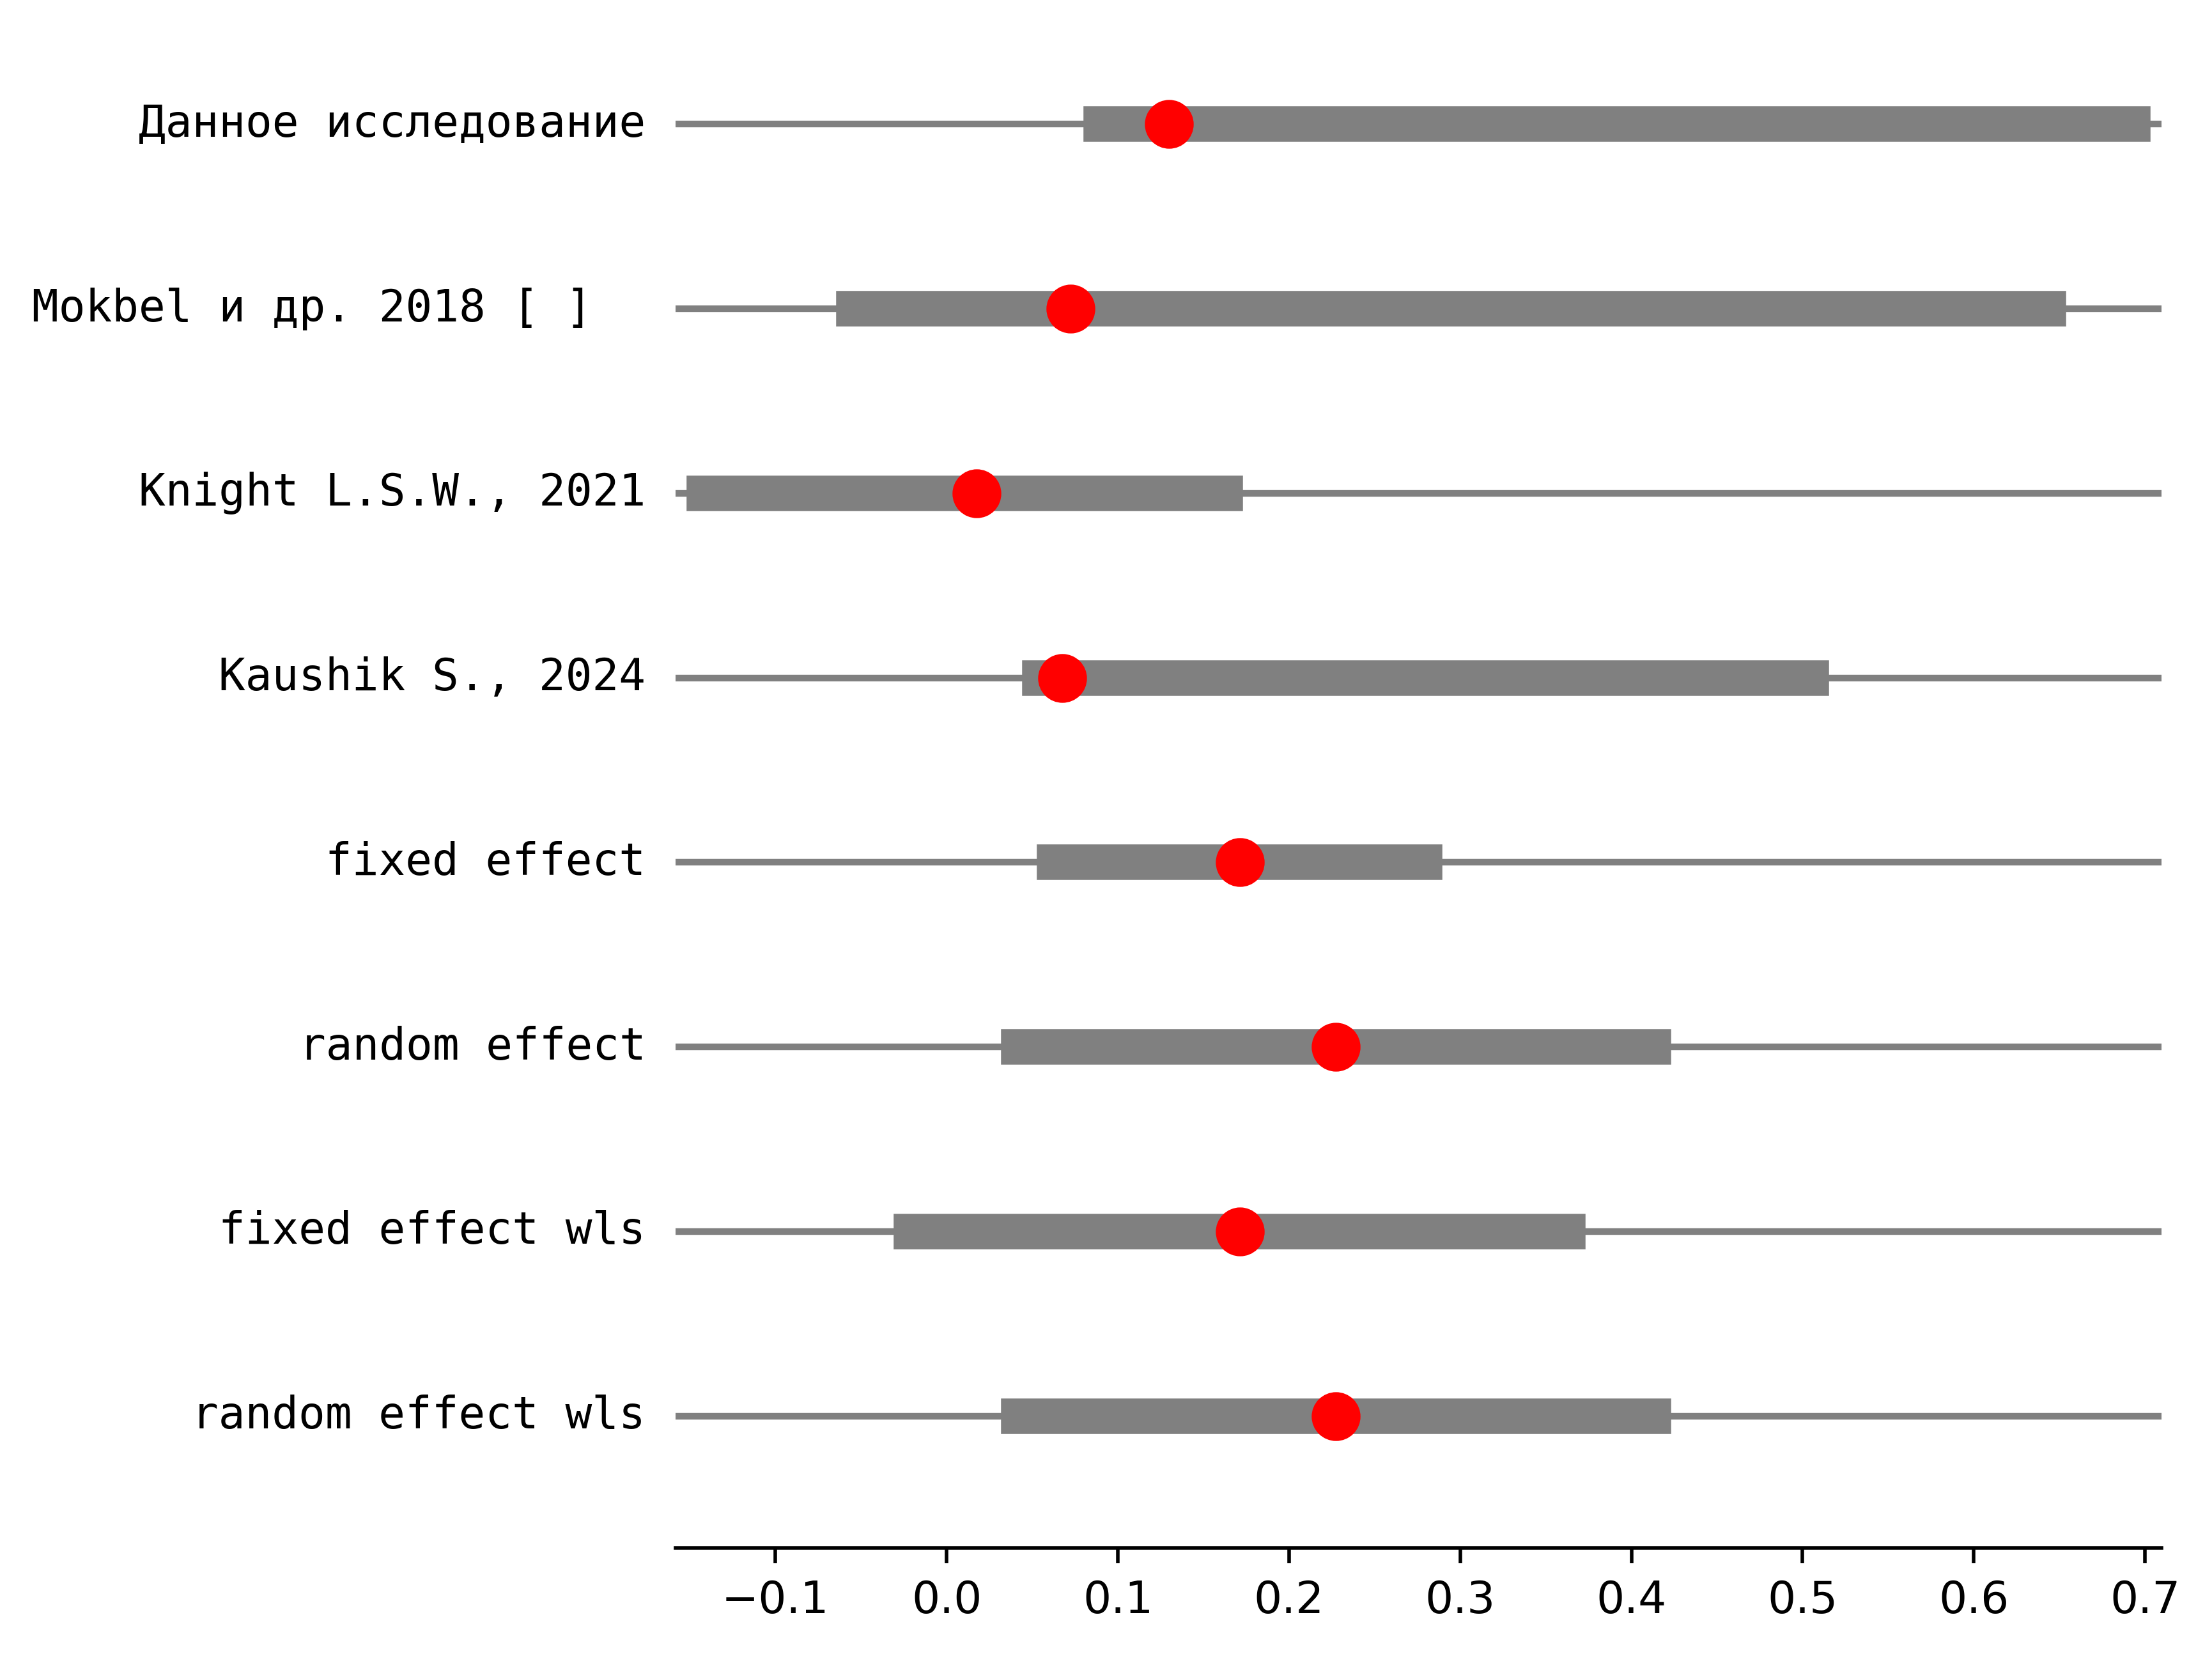 Данное исследование
Mokbel и др. 2018 [ ]
Knight L.S.W., 2021
Kaushik S., 2024
fixed effect
random effect
fixed effect wls
random effect wls
−0.1 0.0 0.1 0.2 0.3 0.4 0.5 0.6 0.7